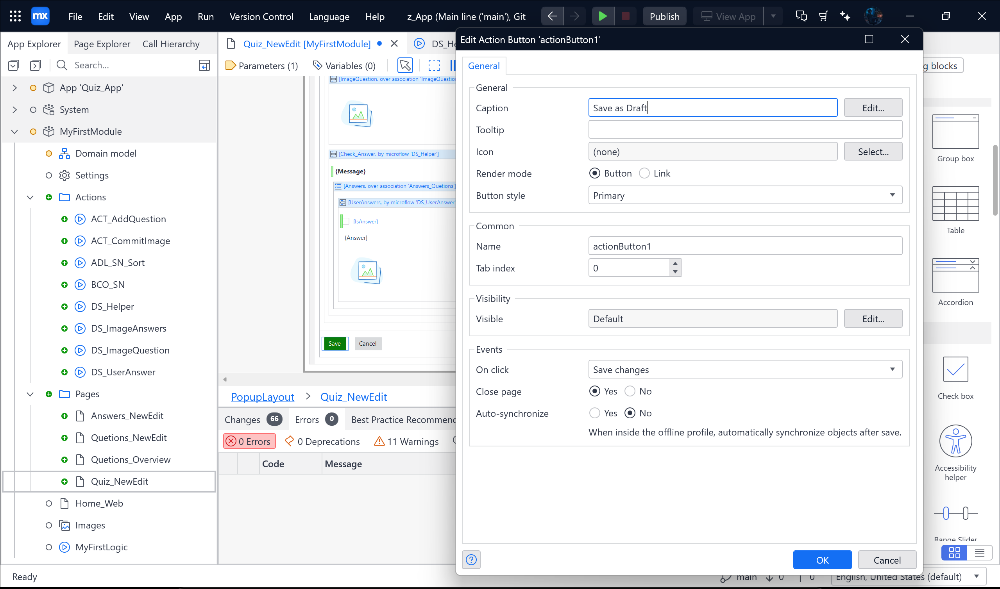 mx File Edit View App Run Version Control Language Help z_App (Main line ('main'), Git Publish View App
App Explorer Page Explorer Call Hierarchy
Search...
App 'Quiz_App'
System
MyFirstModule
Domain model
Settings
Actions
ACT_AddQuestion
ACT_CommitImage
ADL_SN_Sort
BCO_SN
DS_Helper
DS_ImageAnswers
DS_ImageQuestion
DS_UserAnswer
Pages
Answers_NewEdit
Quetions_NewEdit
Quetions_Overview
Quiz_NewEdit
Home_Web
Images
MyFirstLogic
Quiz_NewEdit [MyFirstModule]
Parameters (1) Variables (0)
[ImageQuestion, over association 'ImageQuestio
[Check_Answer, by microflow 'DS_Helper']
{Message}
[Answers, over association 'Answers_Quetions']
[UserAnswers, by microflow 'DS_UserAnswer'
[IsAnswer]
{Answer}
Save Cancel
PopupLayout > Quiz_NewEdit
Changes 66 Errors 0 Best Practice Recommend
0 Errors 0 Deprecations 11 Warnings
Code Message
Edit Action Button 'actionButton1'
General
General
Caption Save as Draft Edit...
Tooltip
Icon (none) Select...
Render mode Button Link
Button style Primary
Common
Name actionButton1
Tab index 0
Visibility
Visible Default Edit...
Events
On click Save changes
Close page Yes No
Auto-synchronize Yes No
When inside the offline profile, automatically synchronize objects after save.
OK Cancel
g blocks
Group box
Table
Accordion
Check box
Accessibility
helper
Range Slider
Ready
main 0 0 English, United States (default)